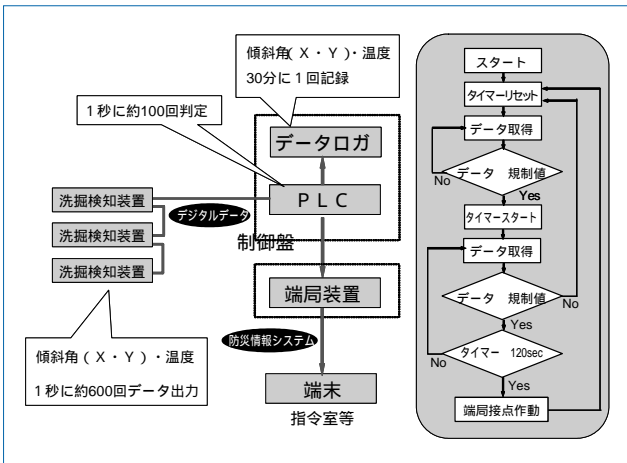 傾斜角(X・Y)・温度
30分に1回記録
1秒に約100回判定
データロガ
PLC
洗掘検知装置
洗掘検知装置
洗掘検知装置
デジタルデータ
制御盤
端局装置
防災情報システム
傾斜角(X・Y)・温度
1秒に約600回データ出力
端末
指令室等
スタート
タイマーリセット
データ取得
データ 規制値
No
Yes
タイマースタート
データ取得
データ 規制値
No
Yes
タイマー 120sec
No
Yes
端局接点作動